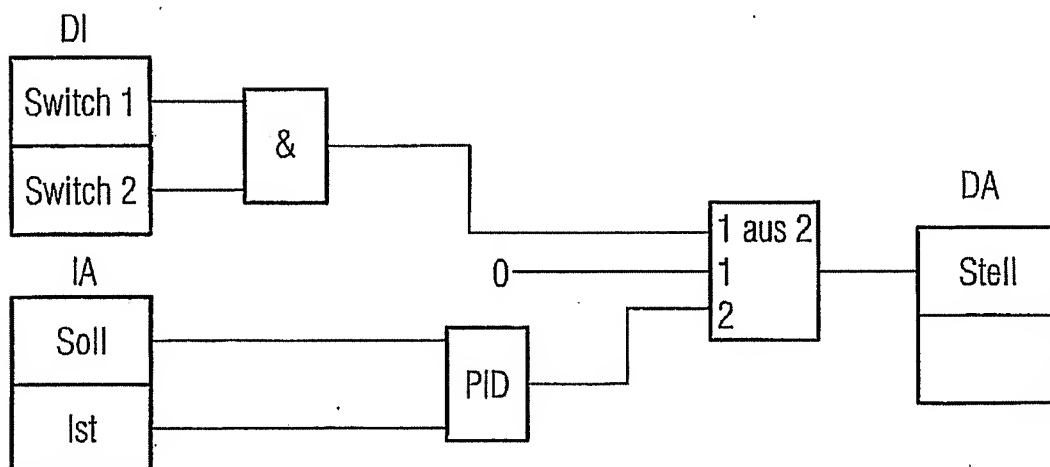 DI
Switch 1
Switch 2
&
IA
Soll
Ist
0
PID
1 aus 2
1
2
DA
Stell